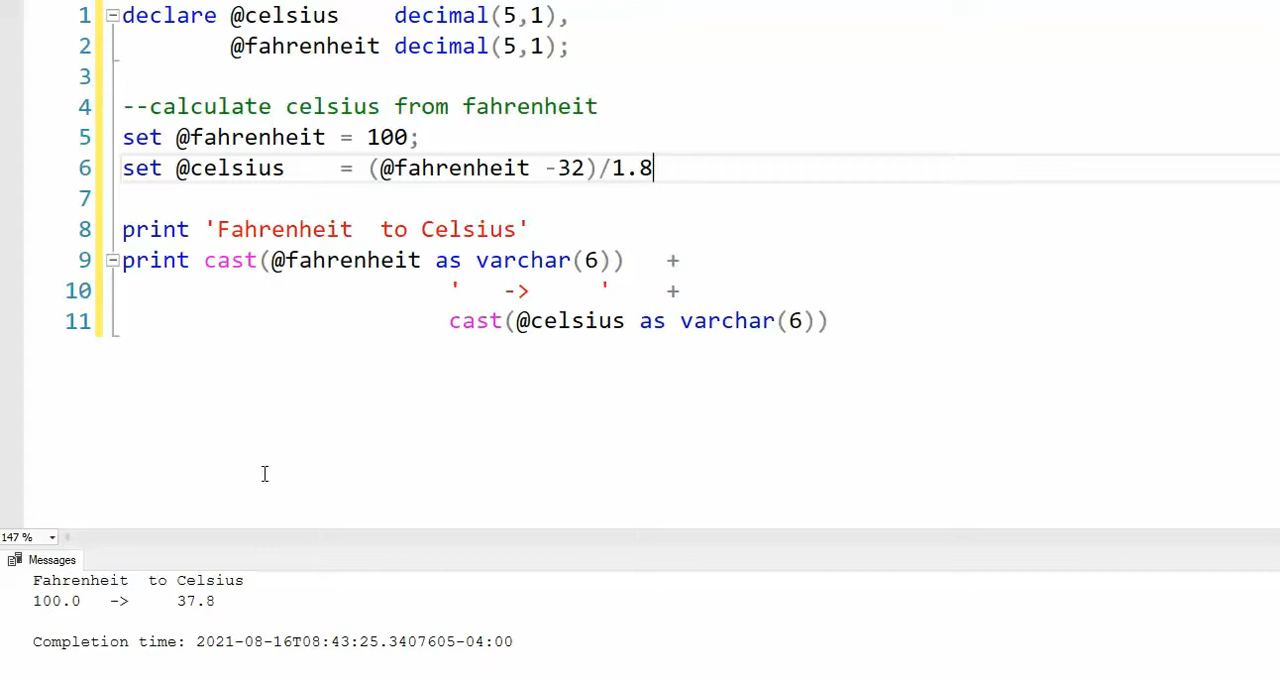 1 declare @celsius    decimal(5,1),
2         @fahrenheit decimal(5,1);
3
4 --calculate celsius from fahrenheit
5 set @fahrenheit = 100;
6 set @celsius    = (@fahrenheit -32)/1.8
7
8 print 'Fahrenheit  to Celsius'
9 print cast(@fahrenheit as varchar(6))   +
10                         '   ->     '    +
11                         cast(@celsius as varchar(6))
147 %
Messages
Fahrenheit  to Celsius
100.0   ->     37.8
Completion time: 2021-08-16T08:43:25.3407605-04:00